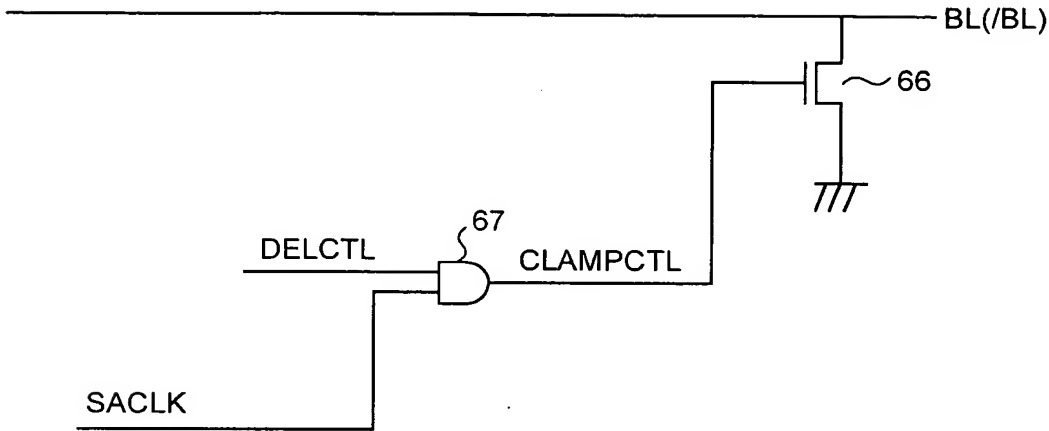 BL(/BL)
66
67
DELCTL
CLAMPCTL
SACLK